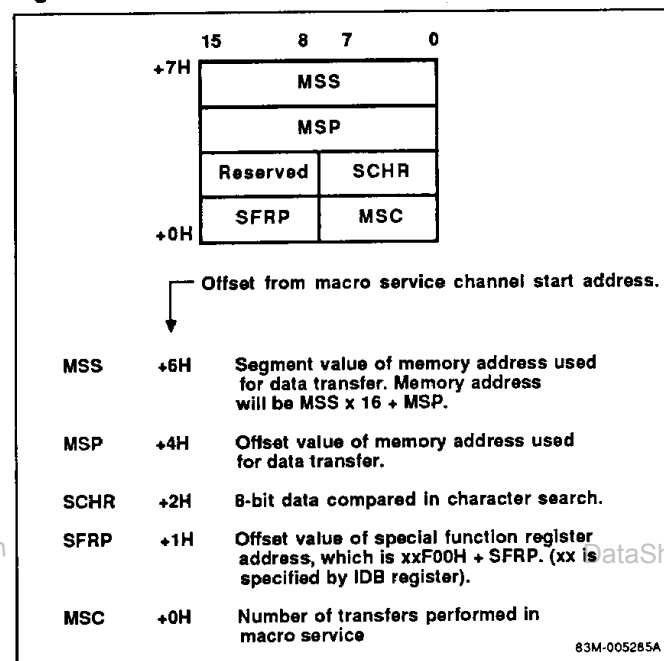 15 8 7 0
+7H MSS
MSP
Reserved SCHR
SFRP MSC
+0H
Offset from macro service channel start address.
MSS +6H Segment value of memory address used
for data transfer. Memory address
will be MSS x 16 + MSP.
MSP +4H Offset value of memory address used
for data transfer.
SCHR +2H 8-bit data compared in character search.
SFRP +1H Offset value of special function register
address, which is xxF00H + SFRP. (xx is
specified by IDB register).
DataSh
MSC +0H Number of transfers performed in
macro service
83M-005285A